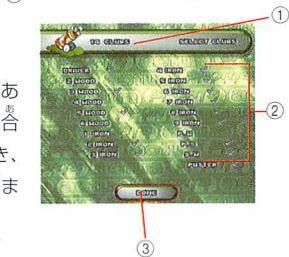 ①
14 CLUBS SELECT CLUBS
DRIVER 4 IRON
2 WOOD 5 IRON
3 WOOD 6 IRON
4 WOOD 7 IRON
5 WOOD 8 IRON
6 WOOD 9 IRON
1 IRON P.W
2 IRON P.S
3 IRON S.W
PUTTER
②
DONE
③
あ
合
あ
き、
ま